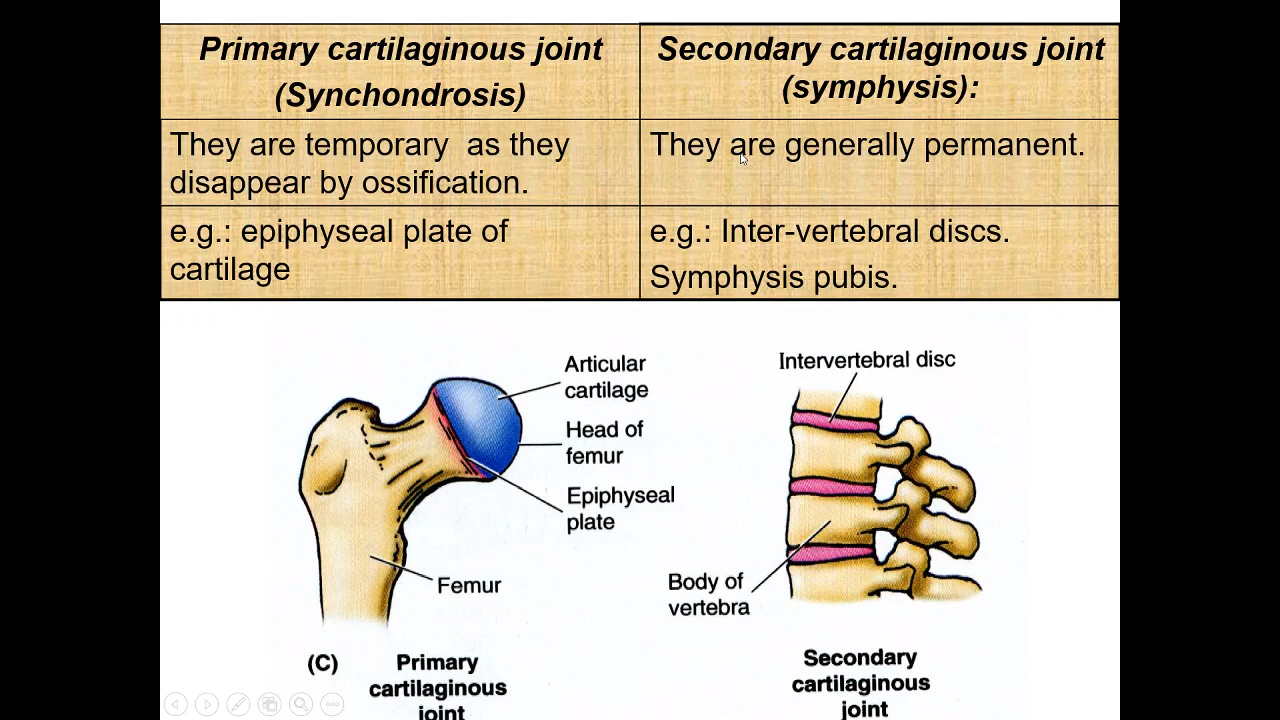 Primary cartilaginous joint
(Synchondrosis)
Secondary cartilaginous joint
(symphysis):
They are temporary  as they
disappear by ossification.
They are generally permanent.
e.g.: epiphyseal plate of
cartilage
e.g.: Inter-vertebral discs.
Symphysis pubis.
Articular
cartilage
Head of
femur
Epiphyseal
plate
Femur
(C)
Primary
cartilaginous
joint
Intervertebral disc
Body of
vertebra
Secondary
cartilaginous
joint